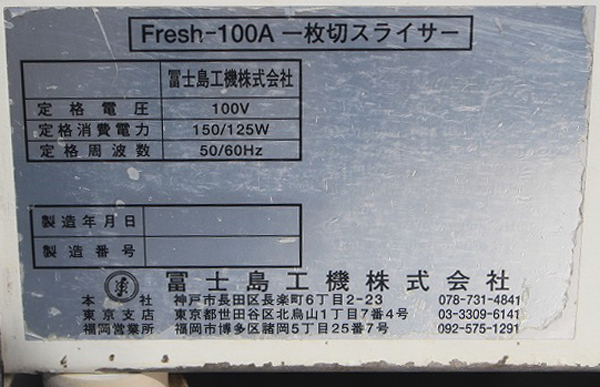 Fresh-100A 一枚切スライサー
冨士島工機株式会社
定格電圧 100V
定格消費電力 150/125W
定格周波数 50/60Hz
製造年月日
製造番号
冨士島工機株式会社
本社 神戸市長田区長楽町6丁目2-23 078-731-4841
東京支店 東京都世田谷区北烏山1丁目7番4号 03-3309-6141
福岡営業所 福岡市博多区諸岡5丁目25番7号 092-575-1291